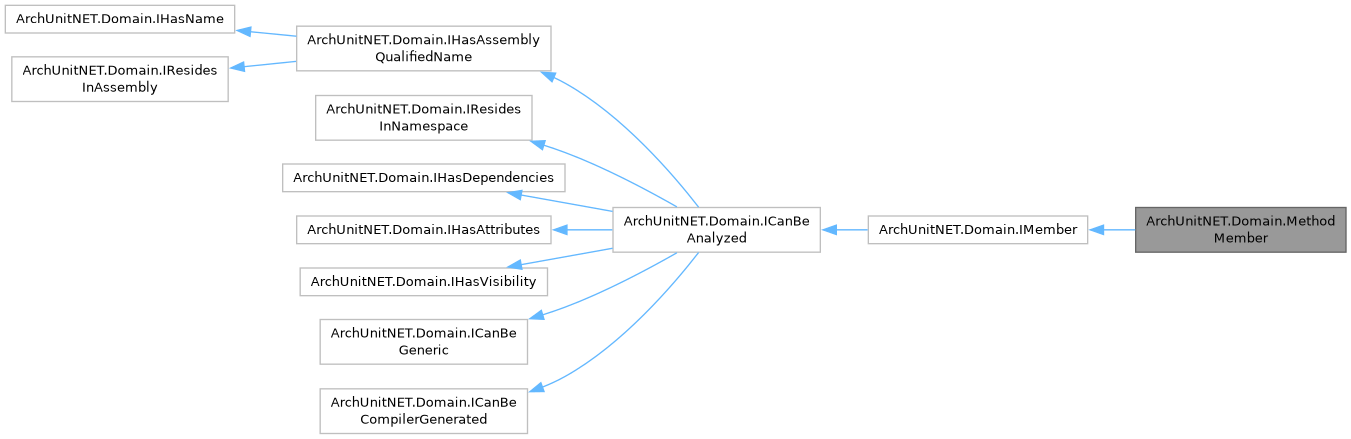 ArchUnitNET.Domain.IHasName
ArchUnitNET.Domain.IResides
InAssembly
ArchUnitNET.Domain.IHasAssembly
QualifiedName
ArchUnitNET.Domain.IResides
InNamespace
ArchUnitNET.Domain.IHasDependencies
ArchUnitNET.Domain.IHasAttributes
ArchUnitNET.Domain.IHasVisibility
ArchUnitNET.Domain.ICanBe
Generic
ArchUnitNET.Domain.ICanBe
CompilerGenerated
ArchUnitNET.Domain.ICanBe
Analyzed
ArchUnitNET.Domain.IMember
ArchUnitNET.Domain.Method
Member